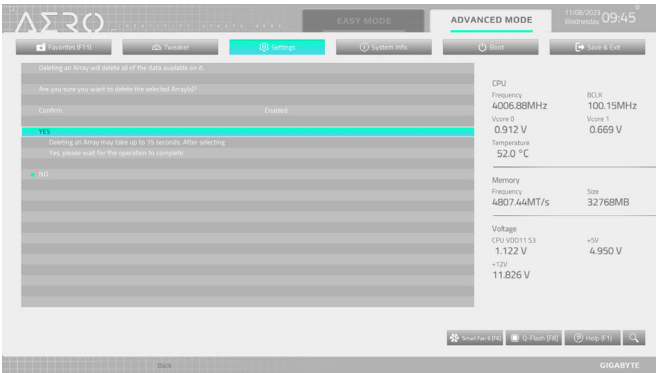 AERO
CREATIVITY STARTS HERE
EASY MODE
ADVANCED MODE
11/08/2023
Wednesday
09:45
Favorites (F11)
Tweaker
Settings
System Info
Boot
Save & Exit
Deleting an Array will delete all of the data available on it
Are you sure you want to delete the selected Array(s)?
Confirm Enabled
YES
Deleting an Array may take up to 15 seconds. After selecting
Yes, please wait for the operation to complete
NO
CPU
Frequency BCLK
4006.88MHz 100.15MHz
Vcore 0 Vcore 1
0.912 V 0.669 V
Temperature
52.0 °C
Memory
Frequency Size
4807.44MT/s 32768MB
Voltage
CPU VDD11 S3 +5V
1.122 V 4.950 V
+12V
11.826 V
Smart Fan 6 (F6)
Q-Flash (F8)
Help (F1)
Back
GIGABYTE